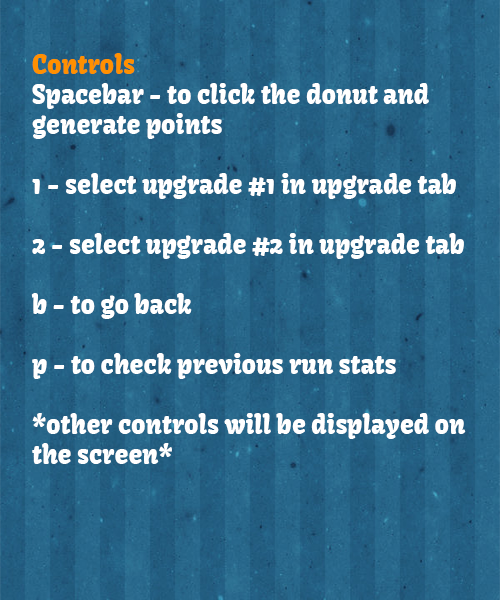 Controls
Spacebar - to click the donut and
generate points
1 - select upgrade #1 in upgrade tab
2 - select upgrade #2 in upgrade tab
b - to go back
p - to check previous run stats
*other controls will be displayed on
the screen*